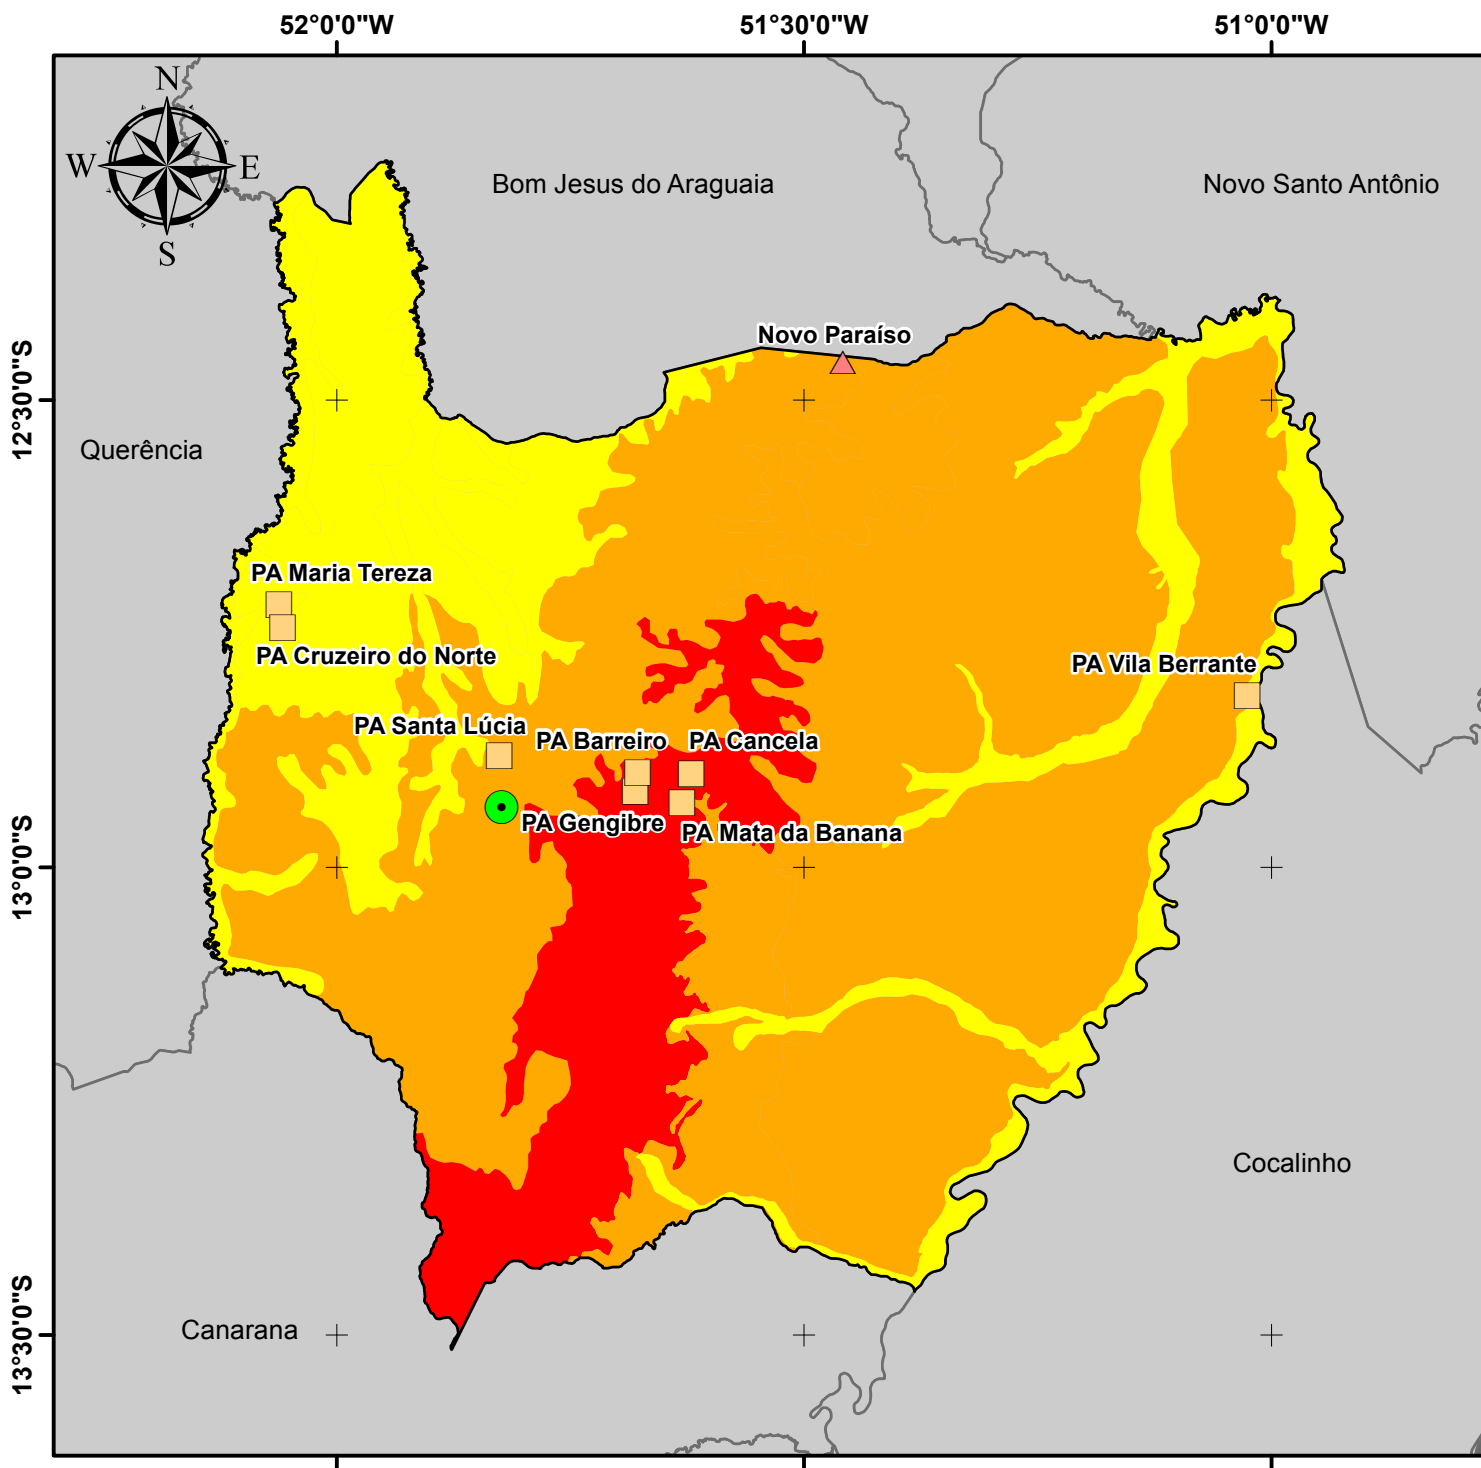 52°0'0"W
51°30'0"W
51°0'0"W
N
W
E
S
Bom Jesus do Araguaia
Novo Santo Antônio
Novo Paraíso
12°30'0"S
Querência
PA Maria Tereza
PA Cruzeiro do Norte
PA Vila Berrante
PA Santa Lúcia
PA Barreiro
PA Cancela
PA Gengibre
PA Mata da Banana
13°0'0"S
Cocalinho
13°30'0"S
Canarana